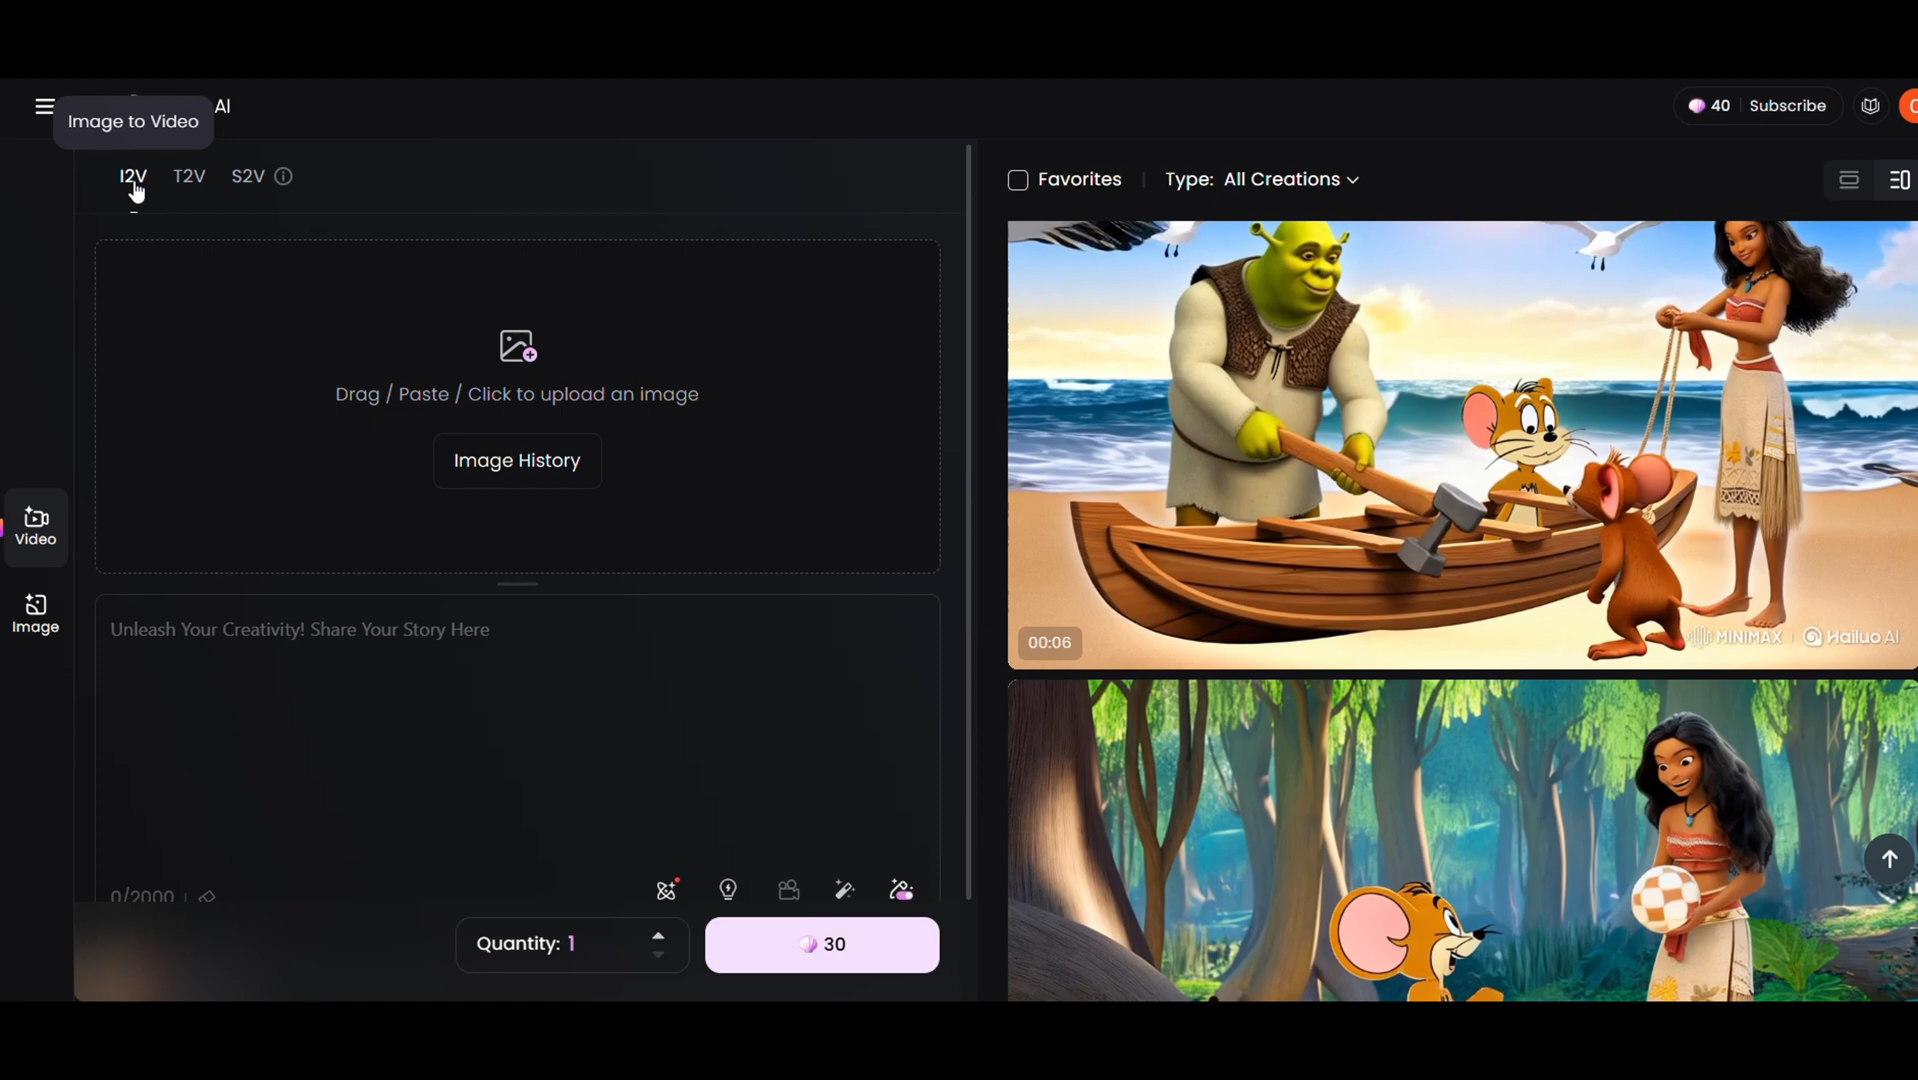 AI
Image to Video
40 Subscribe
I2V T2V S2V
Favorites
Type: All Creations
Drag / Paste / Click to upload an image
Image History
Video
Image
Unleash Your Creativity! Share Your Story Here
0/2000
Quantity: 1
30
00:06
MINIMAX Hailuo AI